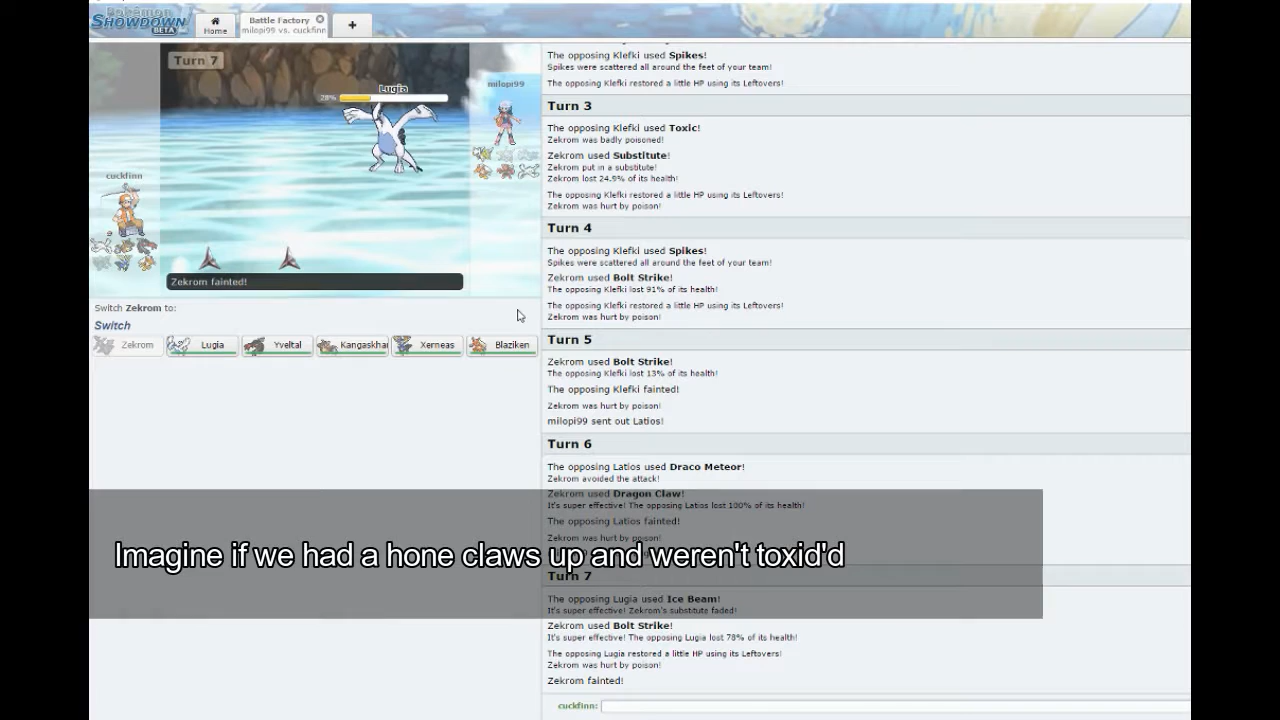 Pokémon
SHOWDOWN
BETA
Home
Battle Factory
milopi99 vs. cuckfinn
+
Turn 7
Lugia
28%
milopi99
cuckfinn
Zekrom fainted!
Switch Zekrom to:
Switch
Zekrom
Lugia
Yveltal
Kangaskhan
Xerneas
Blaziken
The opposing Klefki used Spikes!
Spikes were scattered all around the feet of your team!
The opposing Klefki restored a little HP using its Leftovers!
Turn 3
The opposing Klefki used Toxic!
Zekrom was badly poisoned!
Zekrom used Substitute!
Zekrom put in a substitute!
Zekrom lost 24.9% of its health!
The opposing Klefki restored a little HP using its Leftovers!
Zekrom was hurt by poison!
Turn 4
The opposing Klefki used Spikes!
Spikes were scattered all around the feet of your team!
Zekrom used Bolt Strike!
The opposing Klefki lost 91% of its health!
The opposing Klefki restored a little HP using its Leftovers!
Zekrom was hurt by poison!
Turn 5
Zekrom used Bolt Strike!
The opposing Klefki lost 13% of its health!
The opposing Klefki fainted!
Zekrom was hurt by poison!
milopi99 sent out Latios!
Turn 6
The opposing Latios used Draco Meteor!
Zekrom avoided the attack!
Zekrom used Dragon Claw!
It's super effective! The opposing Latios lost 100% of its health!
The opposing Latios fainted!
Zekrom was hurt by poison!
Imagine if we had a hone claws up and weren't toxid'd
Turn 7
The opposing Lugia used Ice Beam!
It's super effective! Zekrom's substitute faded!
Zekrom used Bolt Strike!
It's super effective! The opposing Lugia lost 78% of its health!
The opposing Lugia restored a little HP using its Leftovers!
Zekrom was hurt by poison!
Zekrom fainted!
cuckfinn: